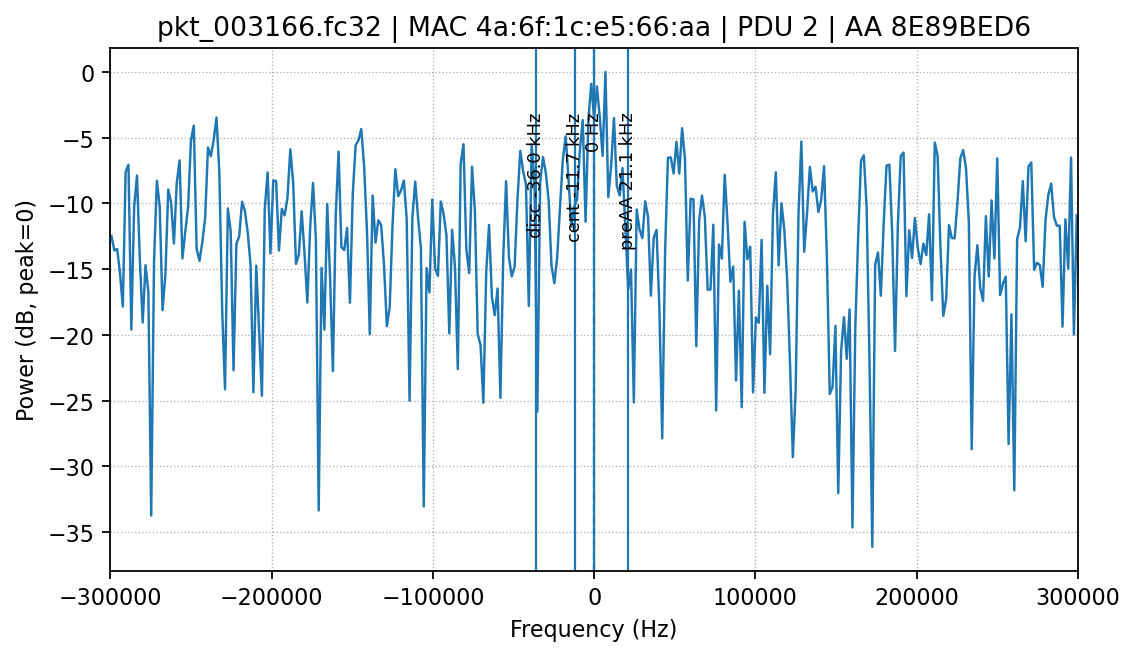 pkt_003166.fc32 | MAC 4a:6f:1c:e5:66:aa | PDU 2 | AA 8E89BED6
Power (dB, peak=0)
0
−5
−10
−15
−20
−25
−30
−35
disc -36.0 kHz
cent -11.7 kHz
0 Hz
preAA 21.1 kHz
−300000
−200000
−100000
0
100000
200000
300000
Frequency (Hz)